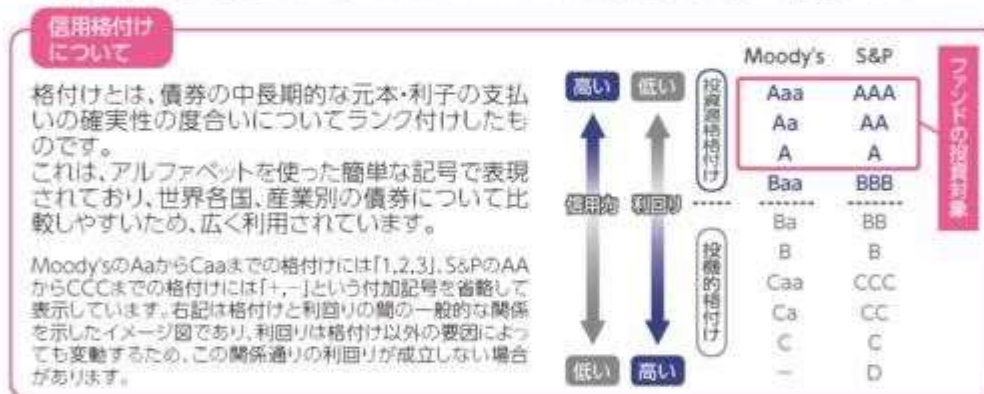 信用格付け
について
格付けとは、債券の中長期的な元本・利子の支払
いの確実性の度合いについてランク付けしたも
のです。
これは、アルファベットを使った簡単な記号で表現
されており、世界各国、産業別の債券について比
較しやすいため、広く利用されています。
Moody'sのAaからCaaまでの格付けには「1,2,3」、S&PのAA
からCCCまでの格付けには「+,-」という付加記号を省略して
表示しています。右記は格付けと利回りの間の一般的な関係
を示したイメージ図であり、利回りは格付け以外の要因によっ
ても変動するため、この関係通りの利回りが成立しない場合
があります。
高い 低い
信用力 利回り
低い 高い
投資適格格付け
投機的格付け
Moody's S&P
Aaa AAA
Aa AA
A A
Baa BBB
Ba BB
B B
Caa CCC
Ca CC
C C
− D
ファンドの投資対象